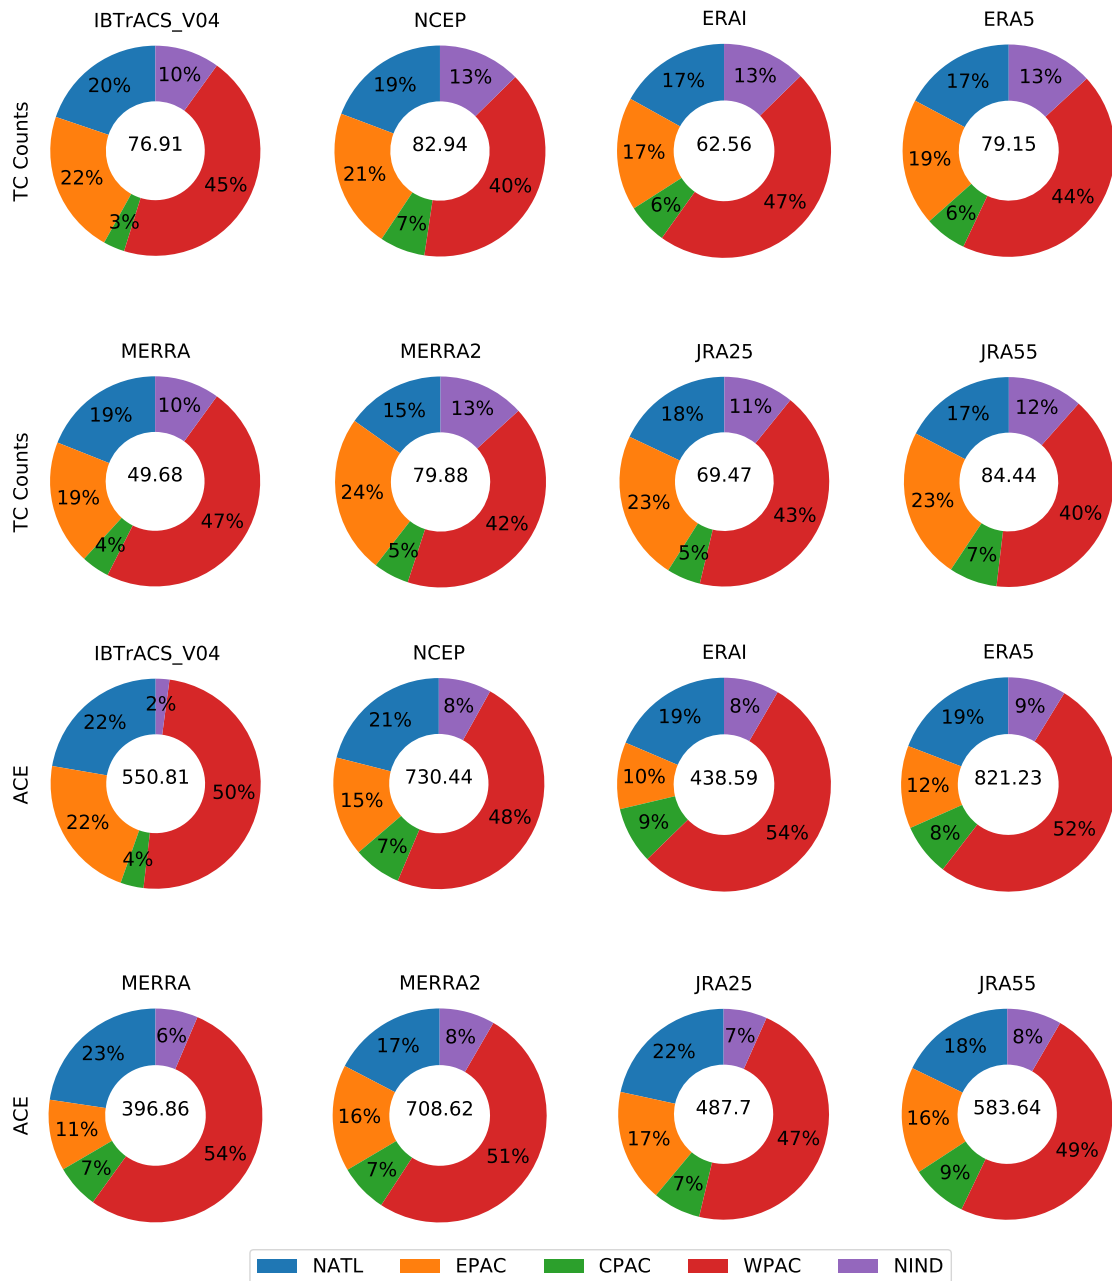 IBTrACS_V04 NCEP ERAI ERA5
TC Counts
20% 10% 19% 13% 17% 13% 17% 13%
76.91 82.94 62.56 79.15
22% 45% 21% 40% 17% 47% 19% 44%
3% 7% 6% 6%
MERRA MERRA2 JRA25 JRA55
TC Counts
19% 10% 15% 13% 18% 11% 17% 12%
49.68 79.88 69.47 84.44
19% 47% 24% 42% 23% 43% 23% 40%
4% 5% 5% 7%
IBTrACS_V04 NCEP ERAI ERA5
ACE
22% 2% 21% 8% 19% 8% 19% 9%
550.81 730.44 438.59 821.23
22% 50% 15% 48% 10% 54% 12% 52%
4% 7% 9% 8%
MERRA MERRA2 JRA25 JRA55
ACE
23% 6% 17% 8% 22% 7% 18% 8%
396.86 708.62 487.7 583.64
11% 54% 16% 51% 17% 47% 16% 49%
7% 7% 7% 9%
NATL EPAC CPAC WPAC NIND